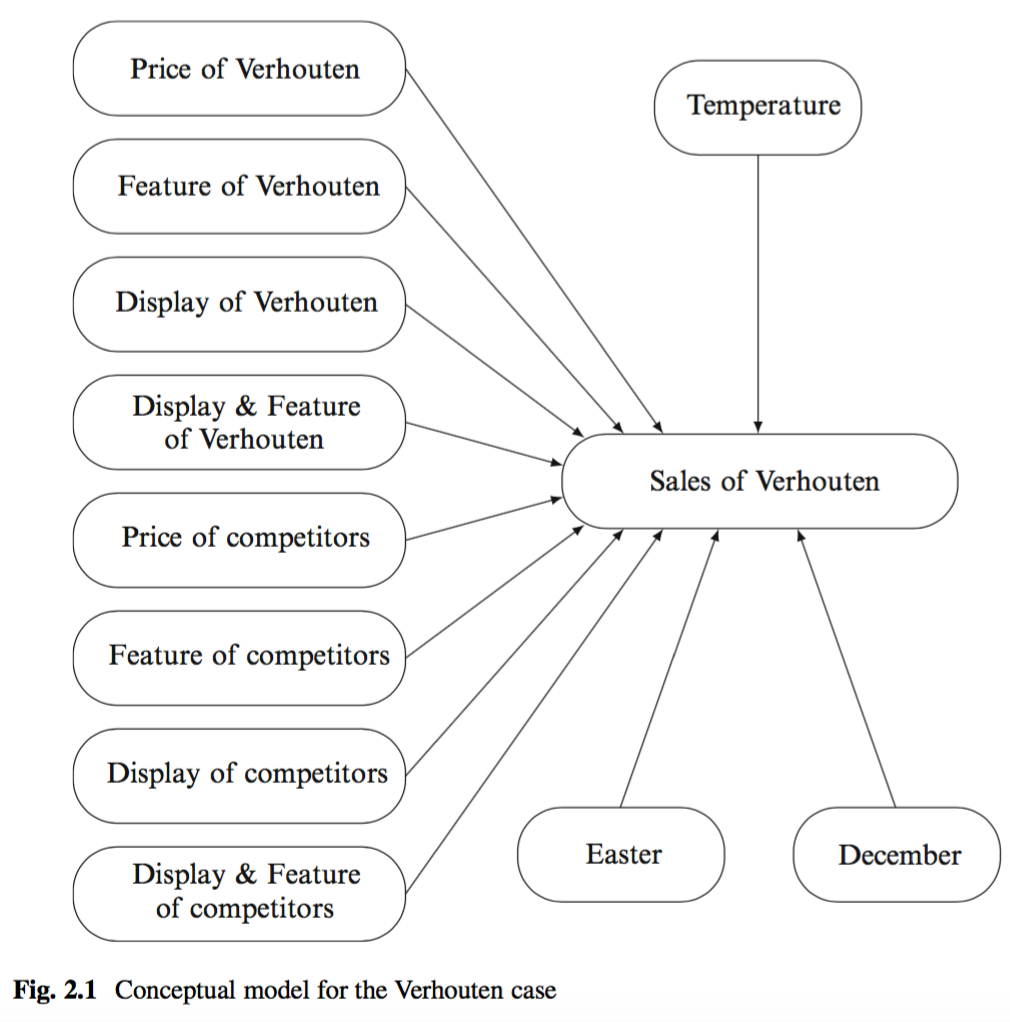 Price of Verhouten
Feature of Verhouten
Display of Verhouten
Display & Feature
of Verhouten
Price of competitors
Feature of competitors
Display of competitors
Display & Feature
of competitors
Temperature
Sales of Verhouten
Easter
December
Fig. 2.1 Conceptual model for the Verhouten case